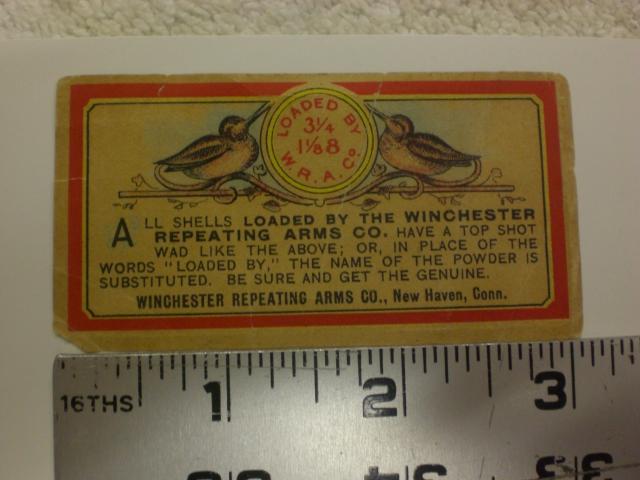 LOADED BY
3¼
1⅛ 8
W.R.A.Co
ALL SHELLS LOADED BY THE WINCHESTER
REPEATING ARMS CO. HAVE A TOP SHOT
WAD LIKE THE ABOVE; OR, IN PLACE OF THE
WORDS "LOADED BY," THE NAME OF THE POWDER IS
SUBSTITUTED. BE SURE AND GET THE GENUINE.
WINCHESTER REPEATING ARMS CO., New Haven, Conn.
16THS 1 2 3